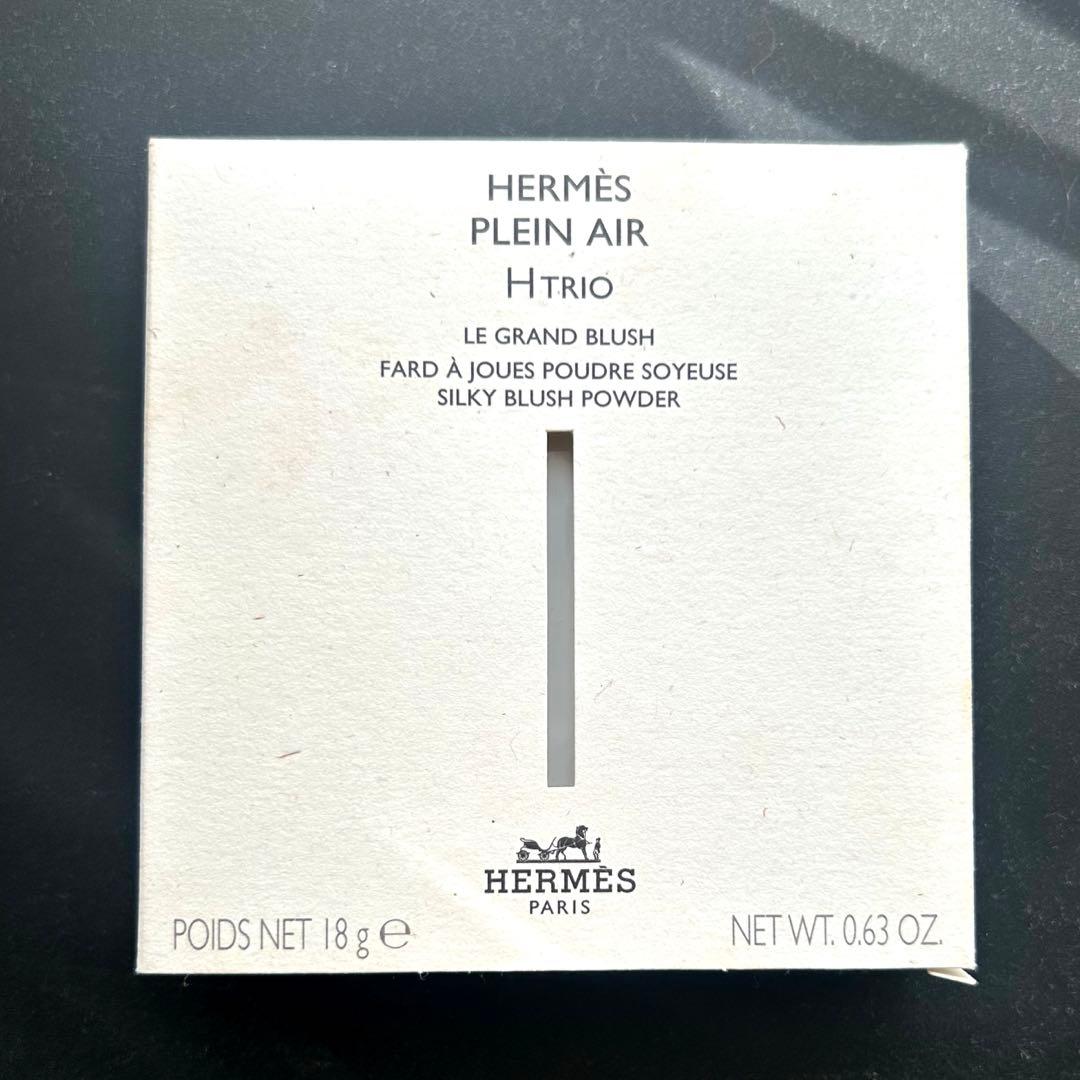 HERMÈS
PLEIN AIR
H TRIO
LE GRAND BLUSH
FARD À JOUES POUDRE SOYEUSE
SILKY BLUSH POWDER
HERMÈS
PARIS
POIDS NET 18 g ℮
NET WT. 0.63 OZ.